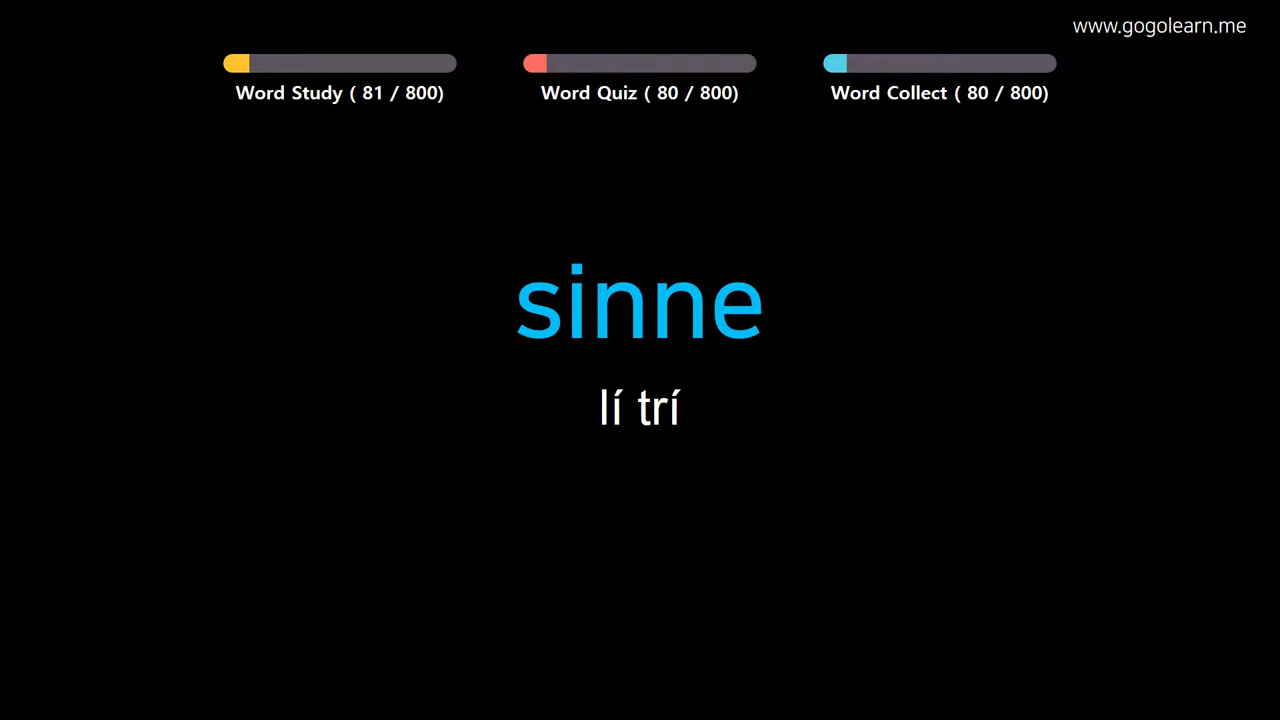 www.gogolearn.me
Word Study ( 81 / 800)
Word Quiz ( 80 / 800)
Word Collect ( 80 / 800)
sinne
lí trí